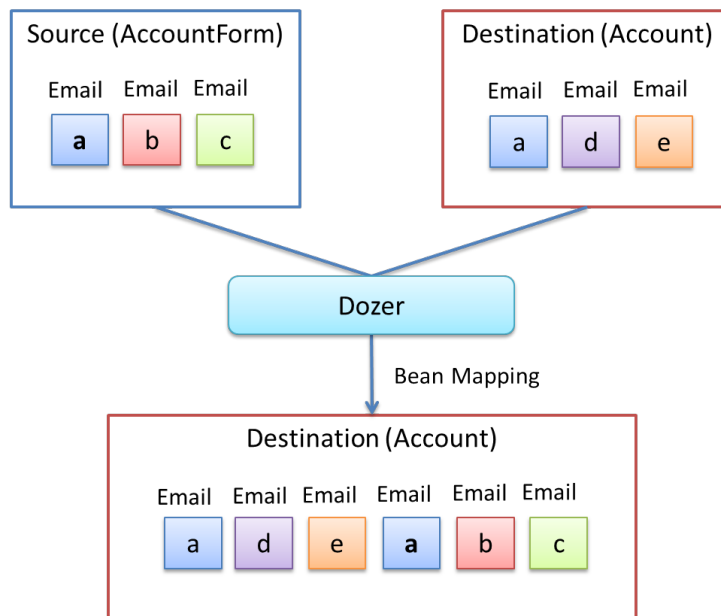 Source (AccountForm)
Email Email Email
a b c
Destination (Account)
Email Email Email
a d e
Dozer
Bean Mapping
Destination (Account)
Email Email Email Email Email Email
a d e a b c